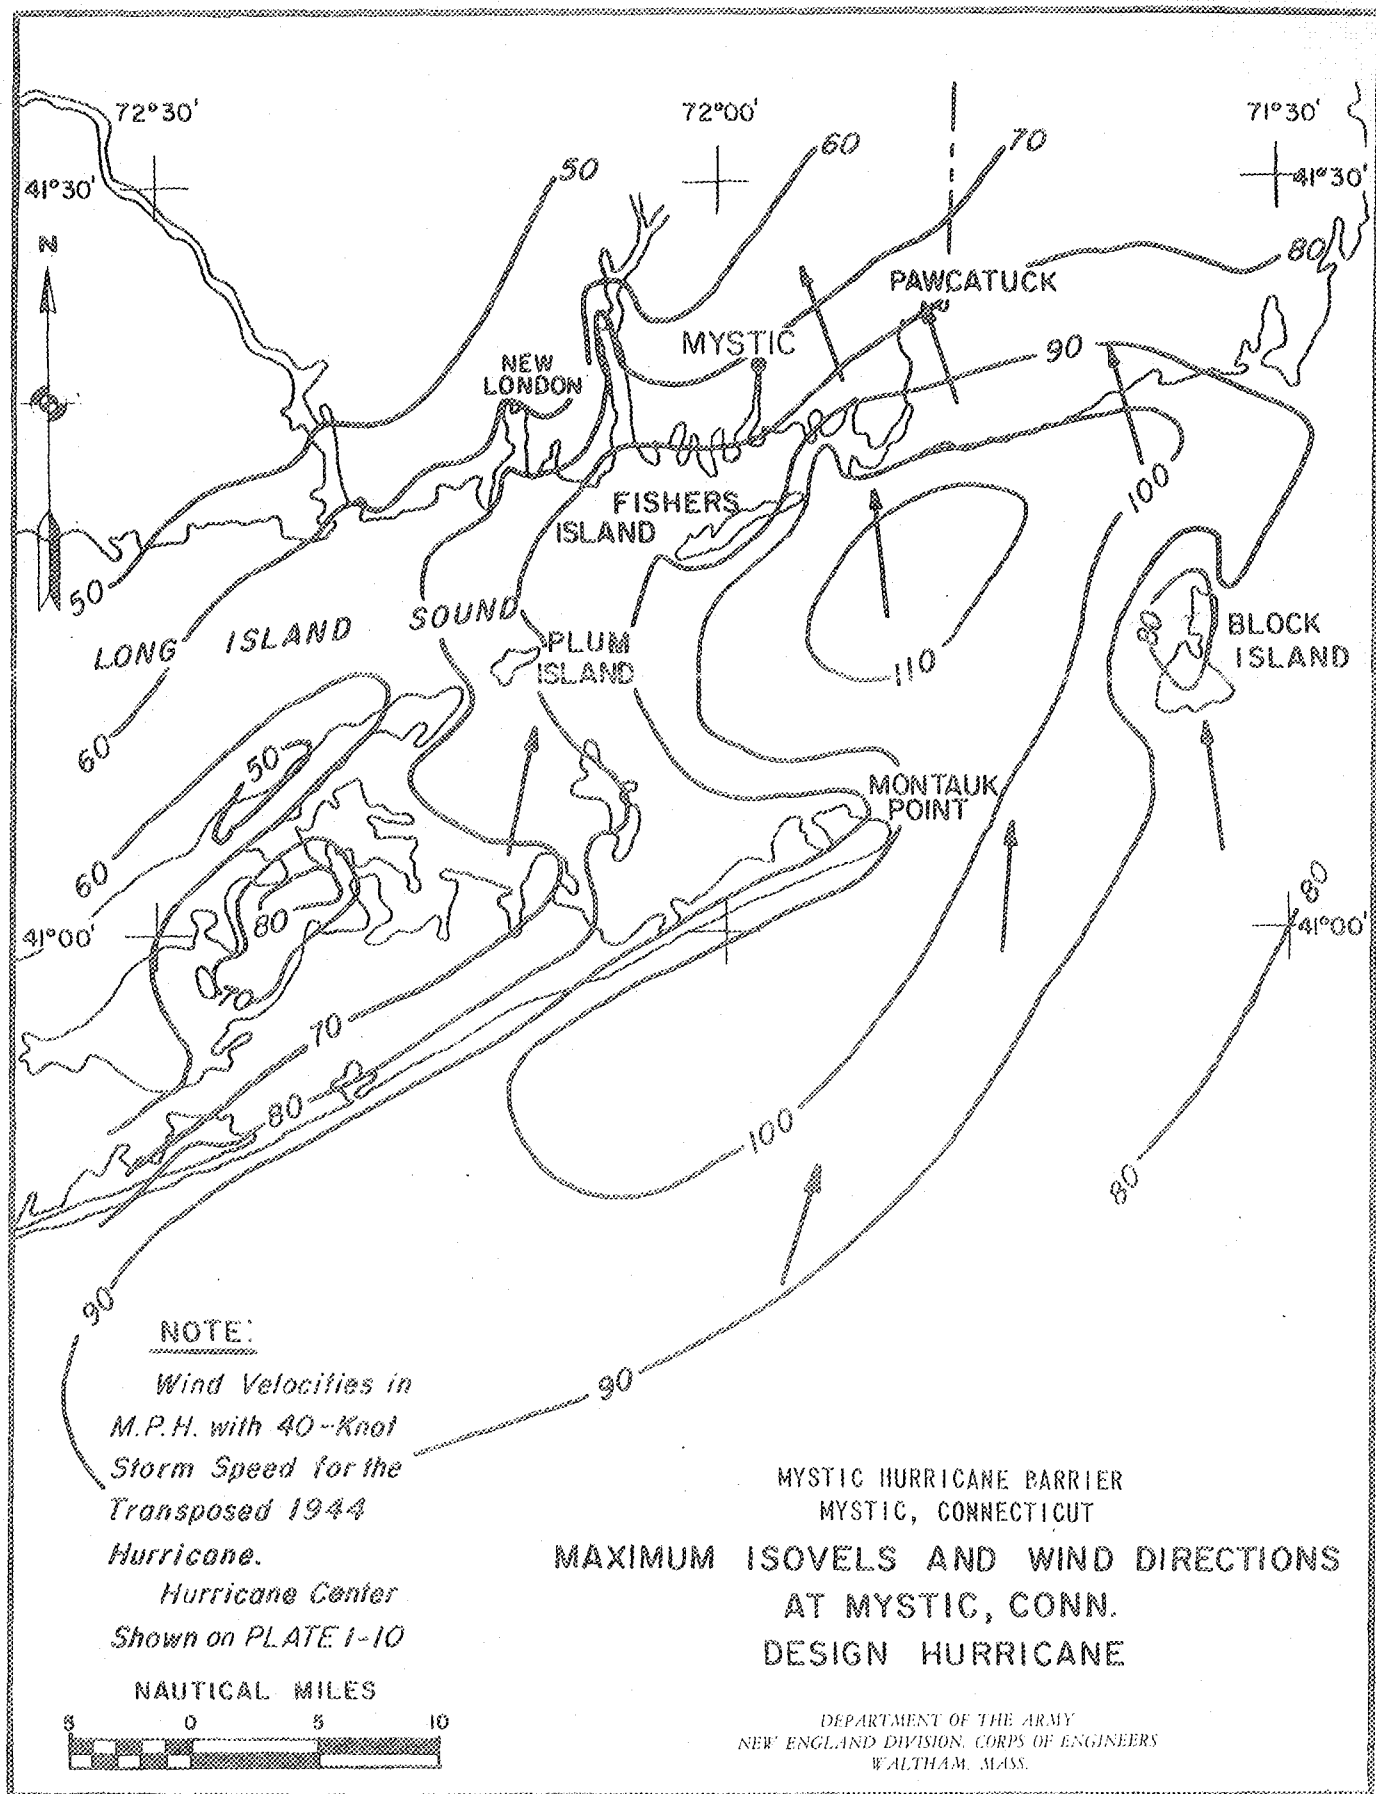 72°30'
72°00'
71°30'
41°30'
41°30'
50
60
70
N
80
PAWCATUCK
MYSTIC
90
NEW
LONDON
100
FISHERS
ISLAND
50
LONG ISLAND SOUND
80
BLOCK
ISLAND
PLUM
ISLAND
110
60
50
MONTAUK
POINT
60
80
80
41°00'
41°00'
70
70
80
100
80
90
NOTE:
Wind Velocities in
M.P.H. with 40-Knot
Storm Speed for the
Transposed 1944
Hurricane.
Hurricane Center
Shown on PLATE 1-10
90
NAUTICAL MILES
5 0 5 10
MYSTIC HURRICANE BARRIER
MYSTIC, CONNECTICUT
MAXIMUM ISOVELS AND WIND DIRECTIONS
AT MYSTIC, CONN.
DESIGN HURRICANE
DEPARTMENT OF THE ARMY
NEW ENGLAND DIVISION, CORPS OF ENGINEERS
WALTHAM, MASS.